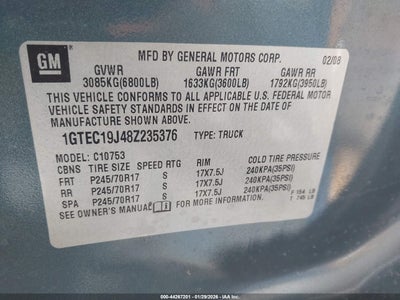 GM
MFD BY GENERAL MOTORS CORP. 02/08
GVWR GAWR FRT GAWR RR
3085KG(6800LB) 1633KG(3600LB) 1792KG(3950LB)
THIS VEHICLE CONFORMS TO ALL APPLICABLE U.S. FEDERAL MOTOR
VEHICLE SAFETY STANDARDS IN EFFECT ON THE DATE OF
MANUFACTURE SHOWN ABOVE.
1GTEC19J48Z235376 TYPE: TRUCK
MODEL: C10753
CBNS TIRE SIZE SPEED RTG RIM COLD TIRE PRESSURE
FRT P245/70R17 S 17X7.5J 240KPA(35PSI)
RR P245/70R17 S 17X7.5J 240KPA(35PSI)
SPA P245/70R17 S 17X7.5J 240KPA(35PSI)
SEE OWNER'S MANUAL FOR MORE INFORMATION.
P 154 LB
T 745 LB
000-44267201 - 01/29/2026 - IAA